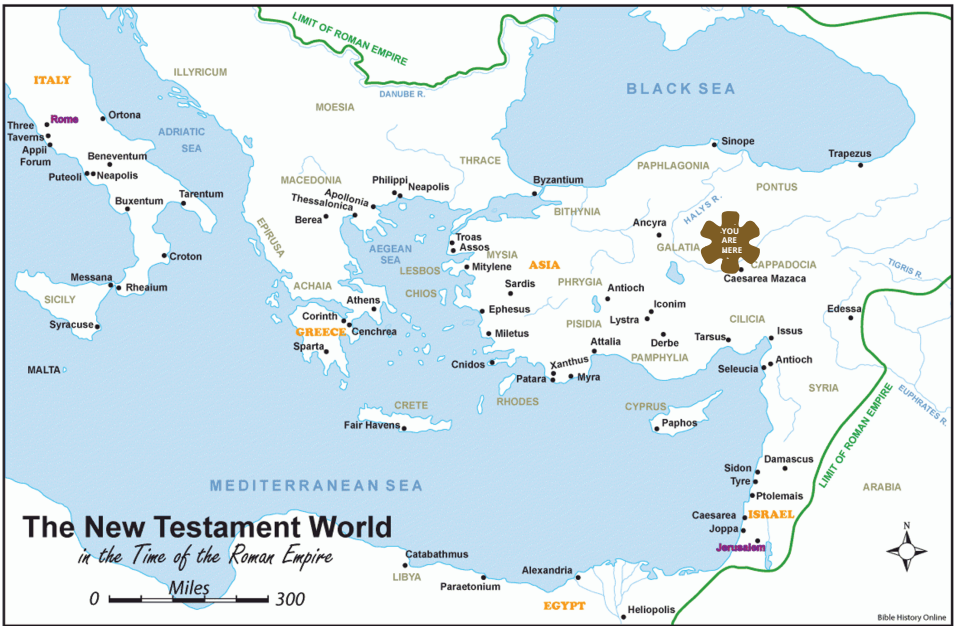 LIMIT OF ROMAN EMPIRE
ILLYRICUM
ITALY
DANUBE R.
BLACK SEA
MOESIA
Rome
Ortona
Three
Taverns
Appii
Forum
ADRIATIC
SEA
Sinope
Trapezus
Beneventum
Puteoli
Neapolis
THRACE
PAPHLAGONIA
PONTUS
MACEDONIA
Philippi
Neapolis
Byzantium
Apollonia
Thessalonica
Berea
Tarentum
Buxentum
BITHYNIA
HALYS R.
Ancyra
GALATIA
YOU
ARE
HERE
EPIRUSA
AEGEAN
SEA
Troas
Assos
MYSIA
Mitylene
LESBOS
ASIA
CAPPADOCIA
Caesarea Mazaca
TIGRIS R.
Croton
Messana
Rheaium
SICILY
Syracuse
ACHAIA
CHIOS
Sardis
PHRYGIA
Antioch
Athens
Corinth
GREECE
Cenchrea
Sparta
Ephesus
Miletus
PISIDIA
Iconim
Lystra
Derbe
CILICIA
Tarsus
Issus
Edessa
Attalia
PAMPHYLIA
Cnidos
Xanthus
Patara
Myra
Seleucia
Antioch
SYRIA
EUPHRATES R.
MALTA
CRETE
Fair Havens
RHODES
CYPRUS
Paphos
LIMIT OF ROMAN EMPIRE
Damascus
Sidon
Tyre
Ptolemais
ARABIA
MEDITERRANEAN SEA
Caesarea
ISRAEL
Joppa
Jerusalem
The New Testament World
in the Time of the Roman Empire
Miles
0 300
Catabathmus
LIBYA
Paraetonium
Alexandria
EGYPT
Heliopolis
N
Bible History Online